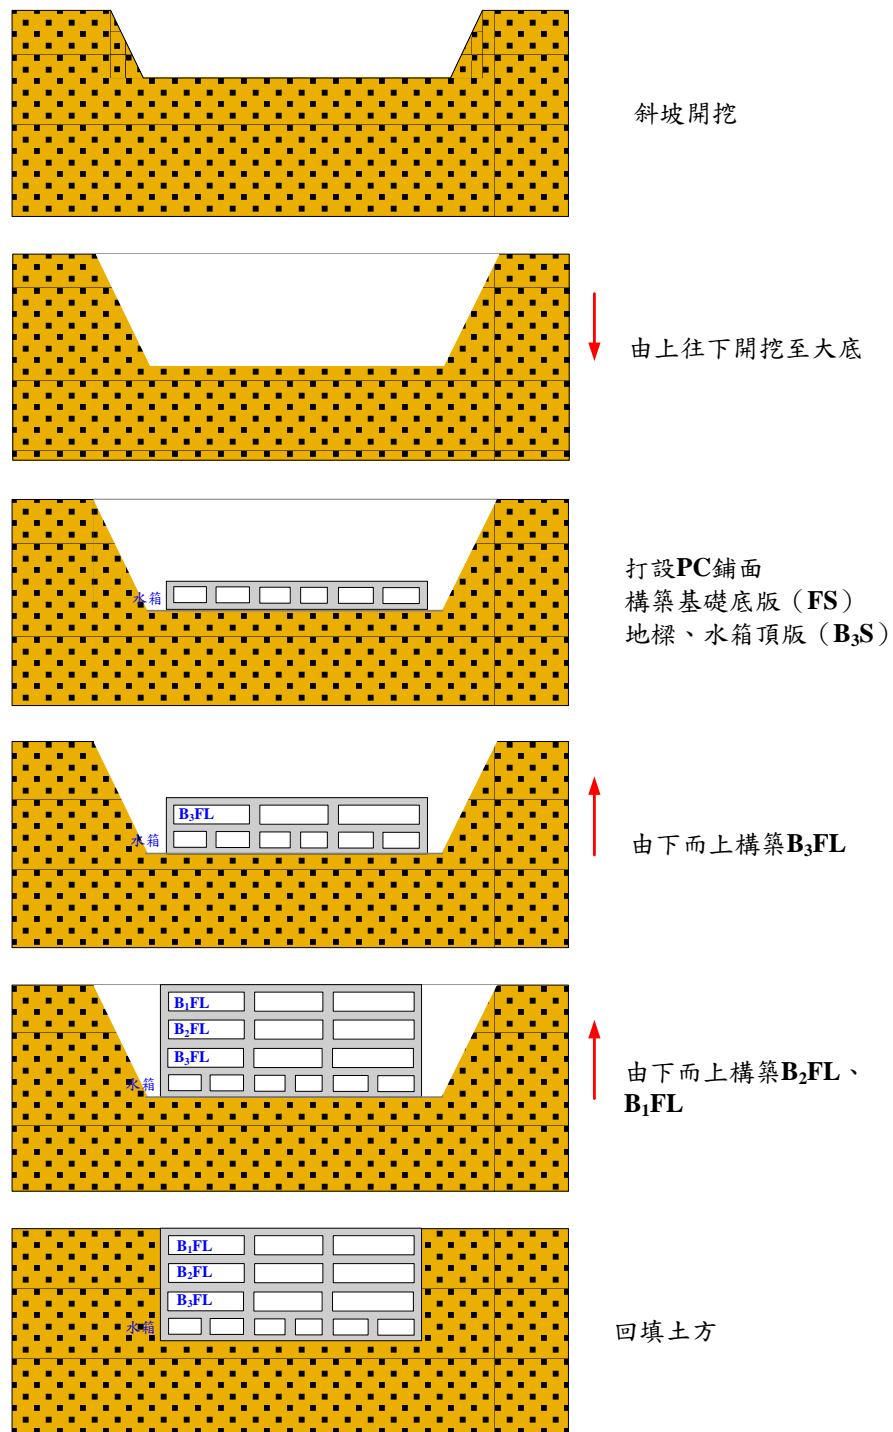 斜坡開挖
由上往下開挖至大底
打設PC鋪面
構築基礎底版（FS）
地樑、水箱頂版（B₃S）
水箱
B₃FL
水箱
由下而上構築B₃FL
B₁FL
B₂FL
B₃FL
水箱
由下而上構築B₂FL、
B₁FL
B₁FL
B₂FL
B₃FL
水箱
回填土方